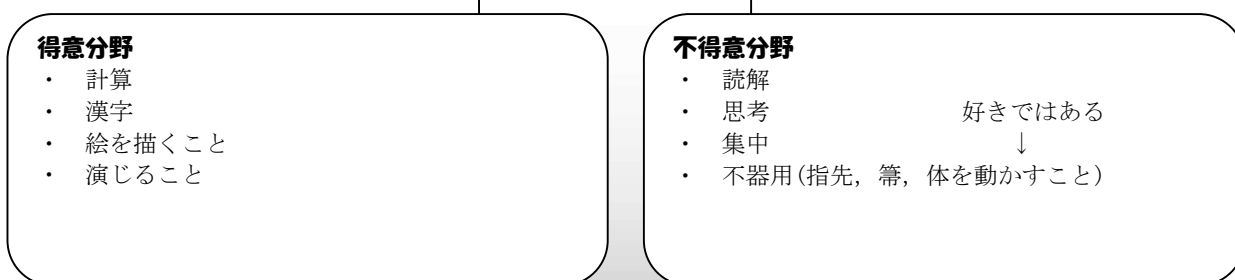 得意分野
・ 計算
・ 漢字
・ 絵を描くこと
・ 演じること
不得意分野
・ 読解
・ 思考 好きではある
・ 集中 ↓
・ 不器用(指先，箒，体を動かすこと)